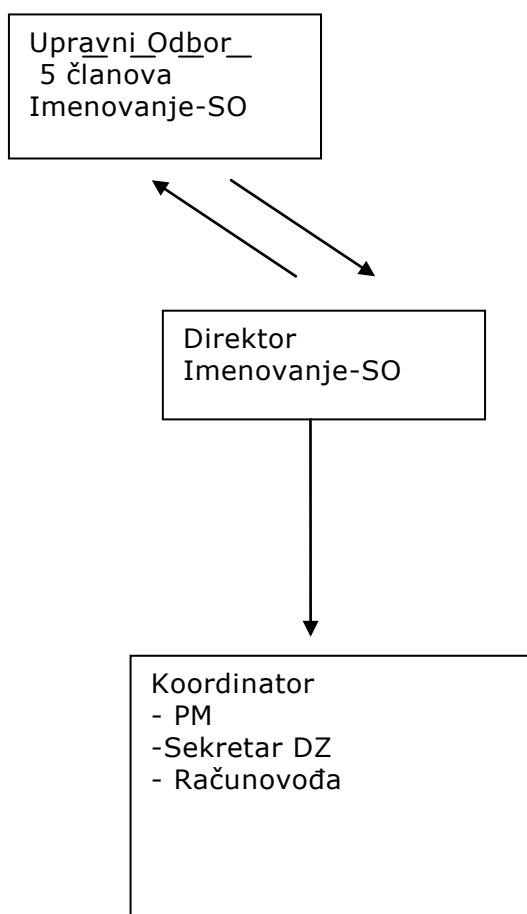 Upravni Odbor
5 članova
Imenovanje-SO
Direktor
Imenovanje-SO
Koordinator
- PM
-Sekretar DZ
- Računovođa